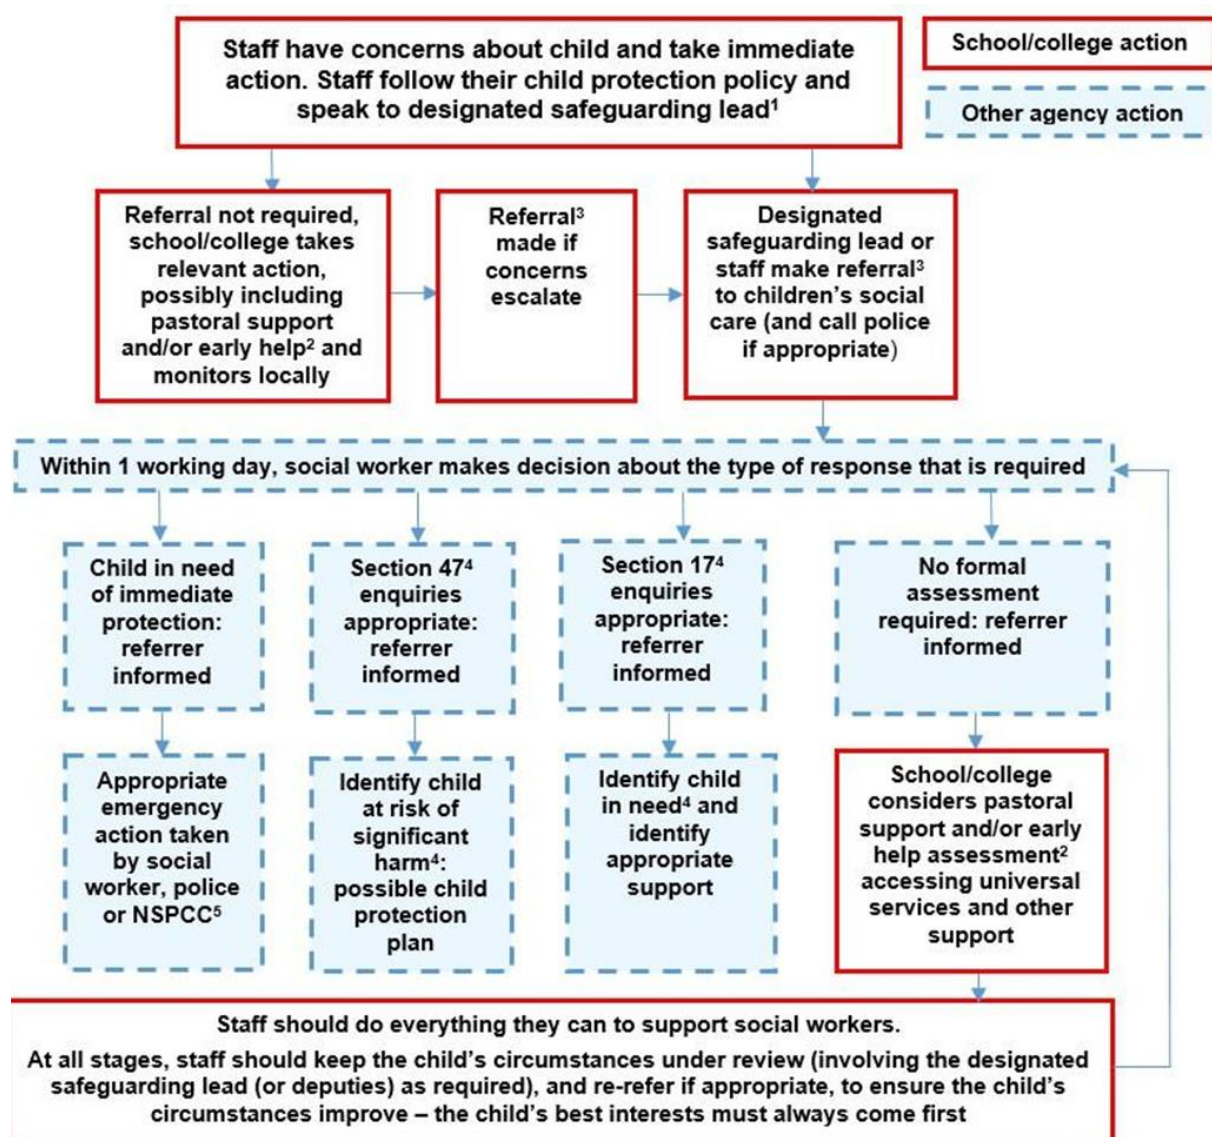 Staff have concerns about child and take immediate
action. Staff follow their child protection policy and
speak to designated safeguarding lead¹
School/college action
Other agency action
Referral not required,
school/college takes
relevant action,
possibly including
pastoral support
and/or early help² and
monitors locally
Referral³
made if
concerns
escalate
Designated
safeguarding lead or
staff make referral³
to children’s social
care (and call police
if appropriate)
Within 1 working day, social worker makes decision about the type of response that is required
Child in need
of immediate
protection:
referrer
informed
Section 47⁴
enquiries
appropriate:
referrer
informed
Section 17⁴
enquiries
appropriate:
referrer
informed
No formal
assessment
required: referrer
informed
Appropriate
emergency
action taken
by social
worker, police
or NSPCC⁵
Identify child
at risk of
significant
harm⁴:
possible child
protection
plan
Identify child
in need⁴ and
identify
appropriate
support
School/college
considers pastoral
support and/or early
help assessment²
accessing universal
services and other
support
Staff should do everything they can to support social workers.
At all stages, staff should keep the child’s circumstances under review (involving the designated
safeguarding lead (or deputies) as required), and re-refer if appropriate, to ensure the child’s
circumstances improve – the child’s best interests must always come first